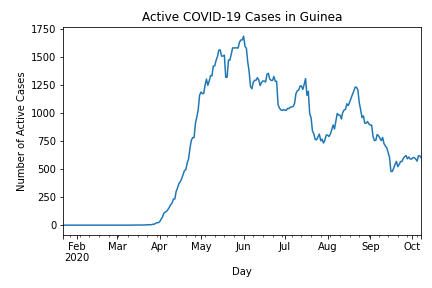 Active COVID-19 Cases in Guinea
Number of Active Cases
1750
1500
1250
1000
750
500
250
0
Feb Mar Apr May Jun Jul Aug Sep Oct
2020
Day